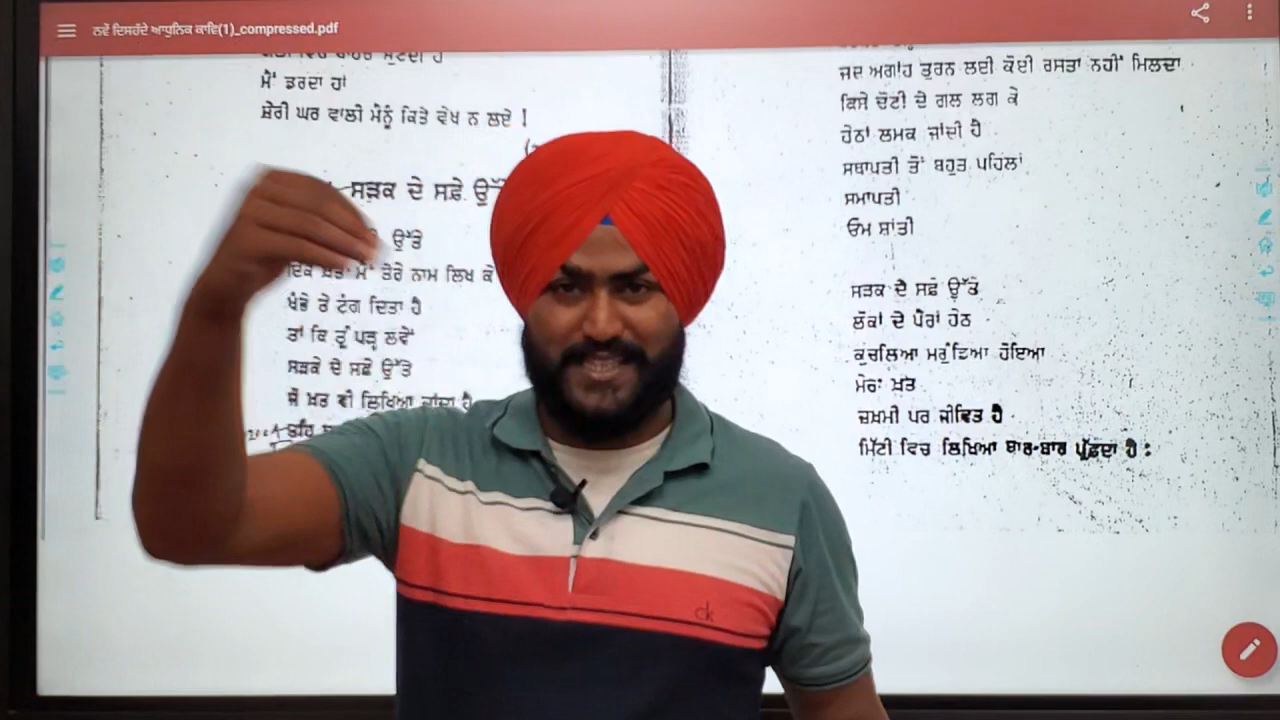 ਨਵੇਂ ਦਿਸਹੱਦੇ ਆਧੁਨਿਕ ਕਾਵਿ(1)_compressed.pdf
ਮੈਂ ਡਰਦਾ ਹਾਂ
ਮੇਰੀ ਘਰ ਵਾਲੀ ਮੈਨੂੰ ਕਿਤੇ ਵੇਖ ਨ ਲਏ !
ਸੜਕ ਦੇ ਸਫ਼ੇ ਉੱਤੇ
ਉੱਤੇ
ਇਕ ਖ਼ਤ ਮੈਂ ਤੇਰੇ ਨਾਮ ਲਿਖ ਕੇ
ਖੰਭੇ ਤੇ ਟੰਗ ਦਿਤਾ ਹੈ
ਤਾਂ ਕਿ ਤੂੰ ਪੜ੍ਹ ਲਵੇਂ
ਸੜਕੇ ਦੇ ਸਫ਼ੇ ਉੱਤੇ
ਜੋ ਖ਼ਤ ਵੀ ਲਿਖਿਆ ਜਾਂਦਾ ਹੈ
ਜਦ ਅਗਾਂਹ ਤੁਰਨ ਲਈ ਕੋਈ ਰਸਤਾ ਨਹੀਂ ਮਿਲਦਾ
ਕਿਸੇ ਚੋਟੀ ਦੇ ਗਲ ਲਗ ਕੇ
ਹੇਠਾਂ ਲਮਕ ਜਾਂਦੀ ਹੈ
ਸਥਾਪਤੀ ਤੋਂ ਬਹੁਤ ਪਹਿਲਾਂ
ਸਮਾਪਤੀ
ਓਮ ਸ਼ਾਂਤੀ
ਸੜਕ ਦੇ ਸਫ਼ੇ ਉੱਤੇ
ਲੋਕਾਂ ਦੇ ਪੈਰਾਂ ਹੇਠ
ਕੁਚਲਿਆ ਮਰੁੰਡਿਆ ਹੋਇਆ
ਮੇਰਾ ਖ਼ਤ
ਜ਼ਖ਼ਮੀ ਪਰ ਜੀਵਿਤ ਹੈ
ਮਿੱਟੀ ਵਿਚ ਲਿਖਿਆ ਬਾਰ-ਬਾਰ ਪੁੱਛਦਾ ਹੈ :
ck